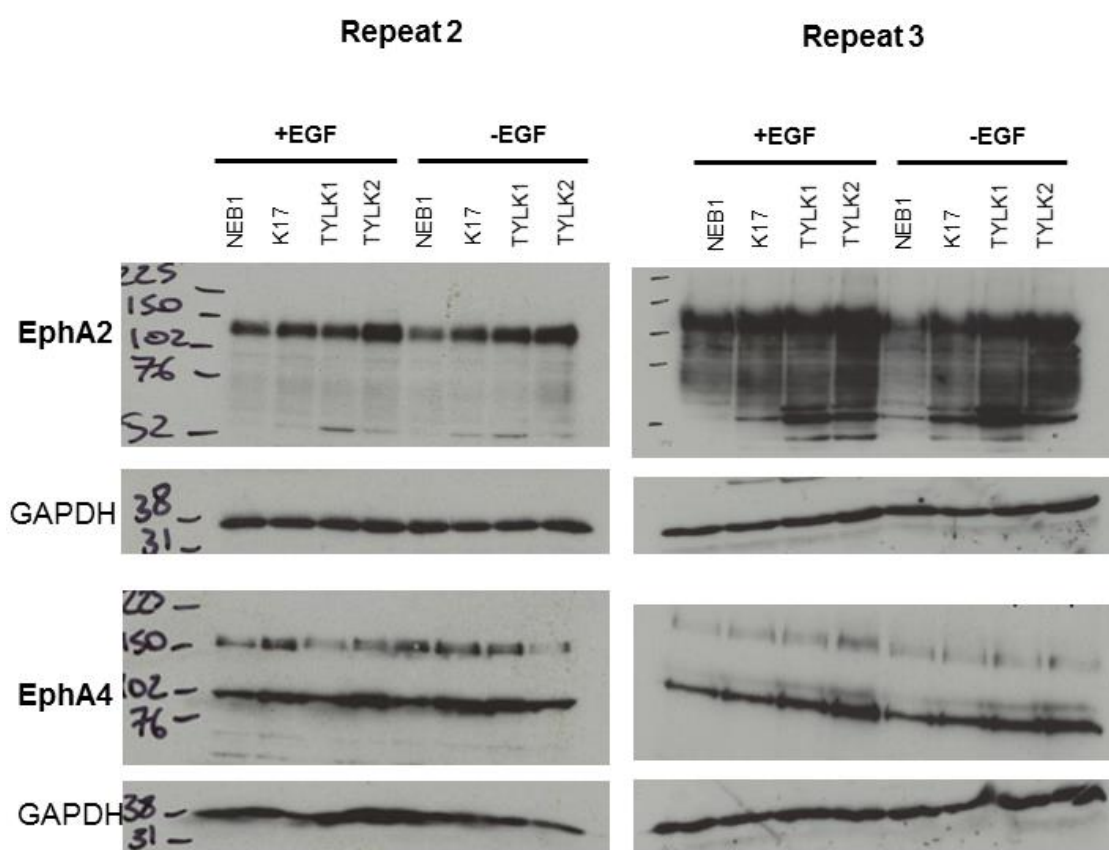 Repeat 2
Repeat 3
+EGF
-EGF
+EGF
-EGF
NEB1
K17
TYLK1
TYLK2
NEB1
K17
TYLK1
TYLK2
NEB1
K17
TYLK1
TYLK2
NEB1
K17
TYLK1
TYLK2
EphA2
225
150
102
76
52
GAPDH
38
31
EphA4
150
102
76
GAPDH
38
31